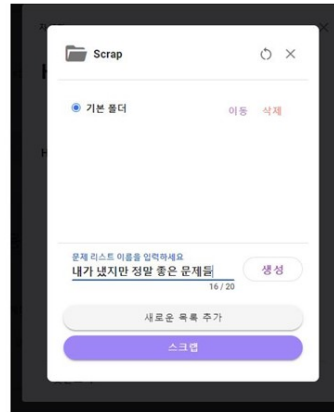 Scrap
기본 폴더
이동 삭제
문제 리스트 이름을 입력하세요
내가 냈지만 정말 좋은 문제들
생성
16 / 20
새로운 목록 추가
스크랩